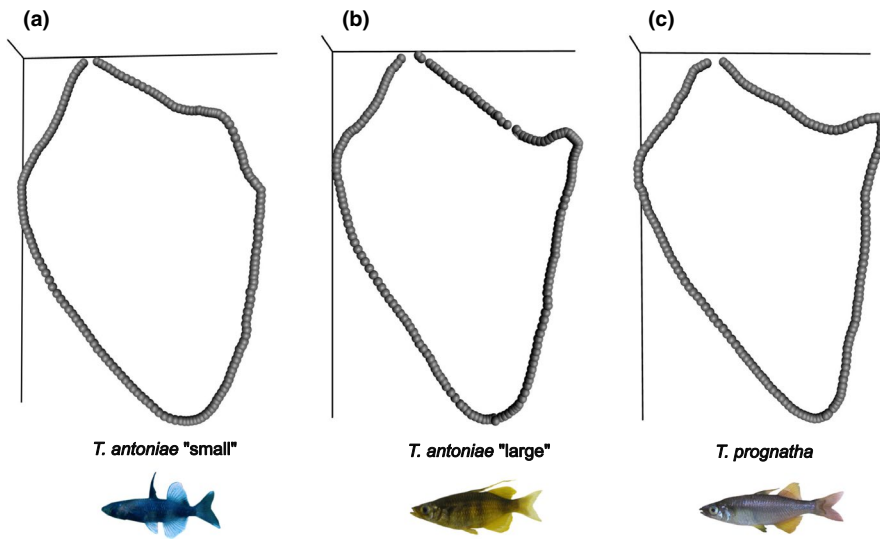 (a)
(b)
(c)
T. antoniae "small"
T. antoniae "large"
T. prognatha